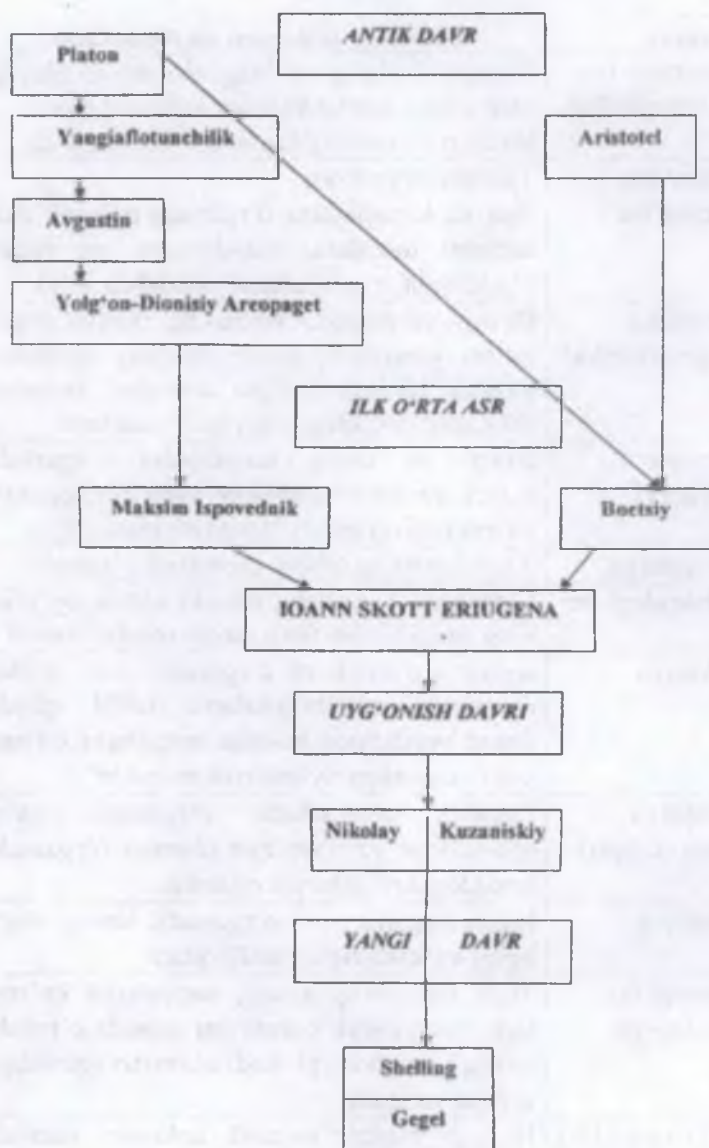 ANTIK DAVR
Platon
Yangiaflotunchilik
Aristotel
Avgustin
Yolg‘on-Dionisiy Areopaget
ILK O‘RTA ASR
Maksim Ispovednik
Boetsiy
IOANN SKOTT ERIUGENA
UYG‘ONISH DAVRI
Nikolay Kuzaniskiy
YANGI DAVR
Shelling
Gegel